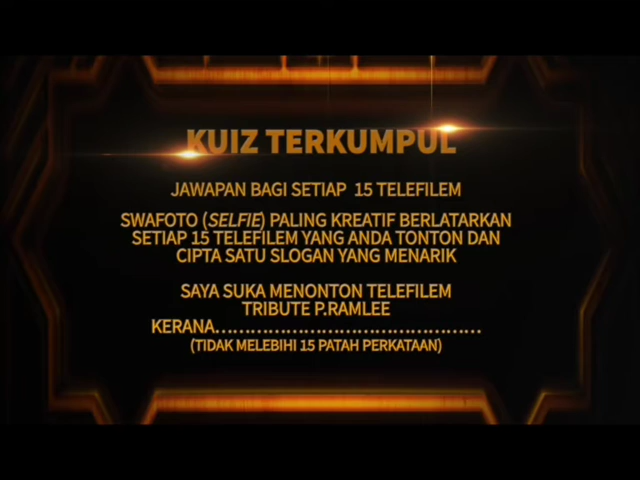 KUIZ TERKUMPUL
JAWAPAN BAGI SETIAP 15 TELEFILEM
SWAFOTO (SELFIE) PALING KREATIF BERLATARKAN
SETIAP 15 TELEFILEM YANG ANDA TONTON DAN
CIPTA SATU SLOGAN YANG MENARIK
SAYA SUKA MENONTON TELEFILEM
TRIBUTE P.RAMLEE
KERANA.............................................
(TIDAK MELEBIHI 15 PATAH PERKATAAN)